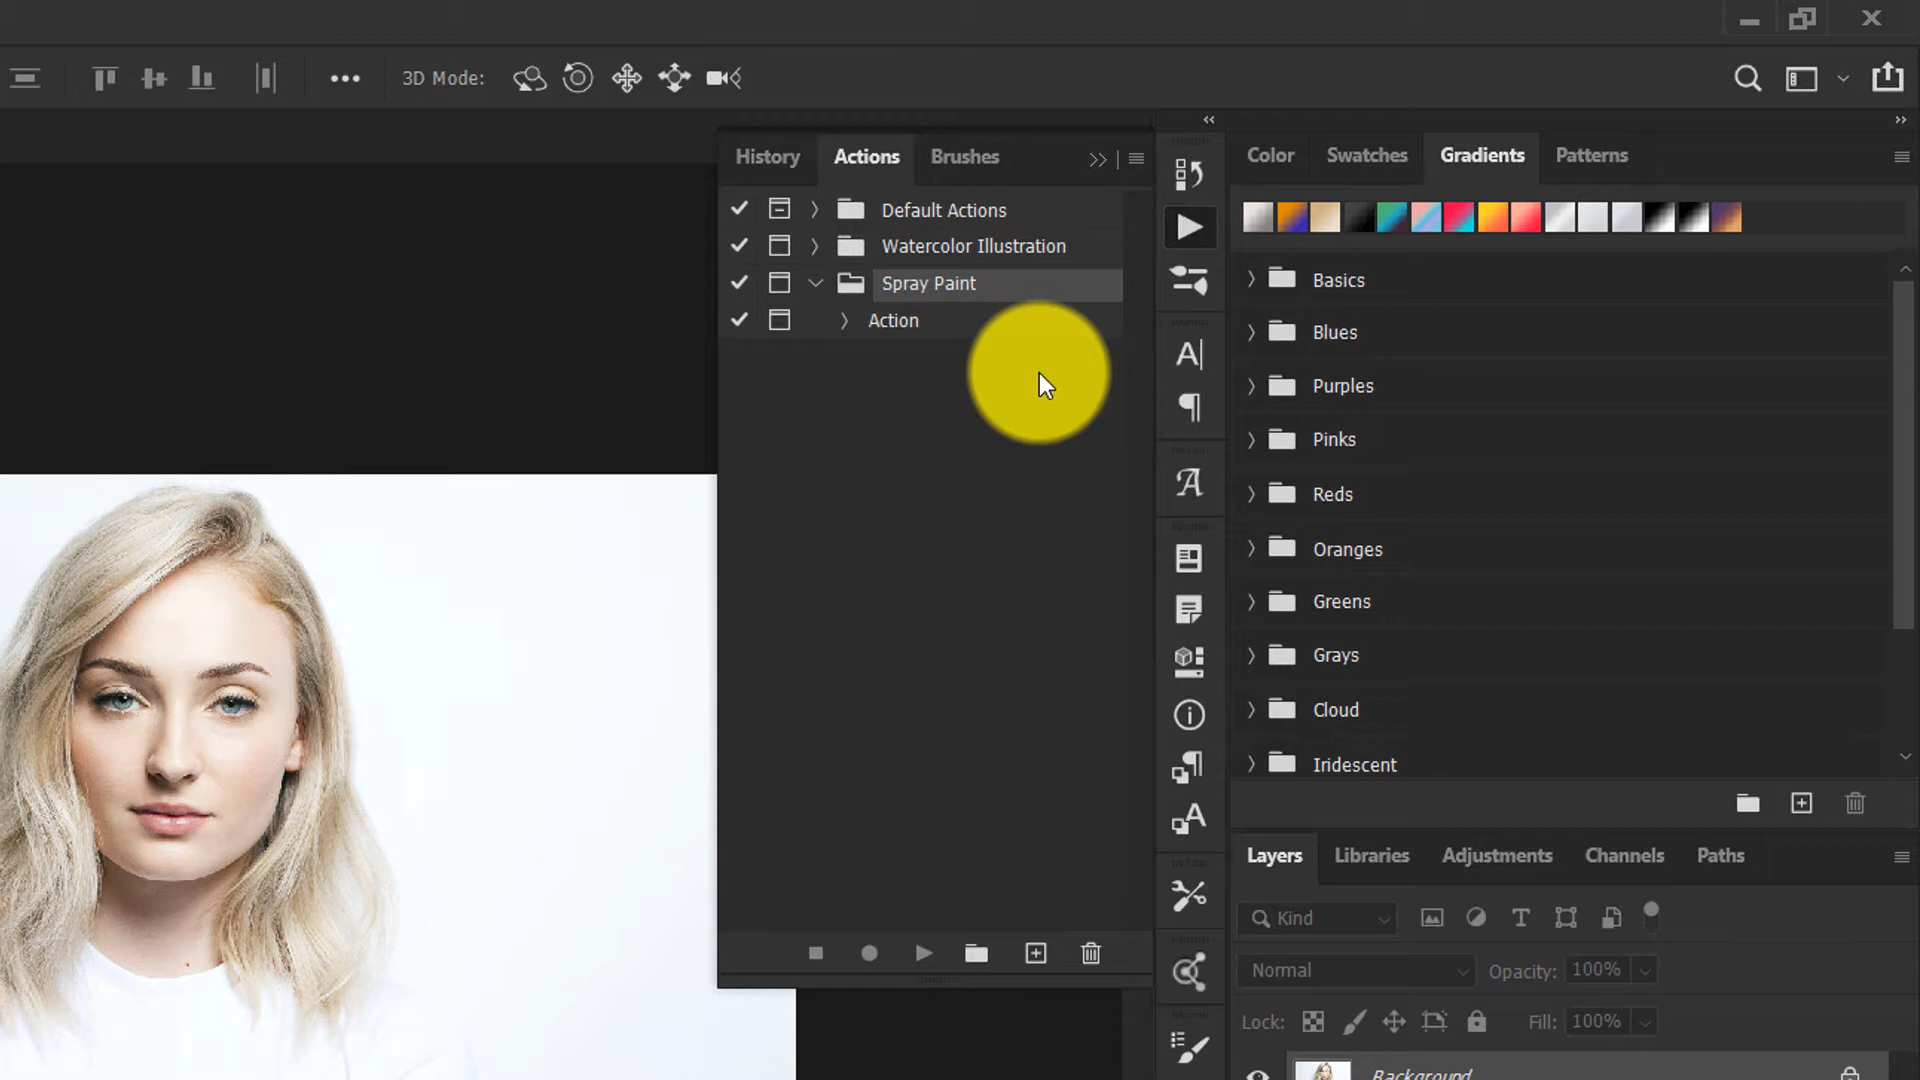 3D Mode:
History Actions Brushes
Default Actions
Watercolor Illustration
Spray Paint
Action
Color Swatches Gradients Patterns
Basics
Blues
Purples
Pinks
Reds
Oranges
Greens
Grays
Cloud
Iridescent
Layers Libraries Adjustments Channels Paths
Kind
Normal Opacity: 100%
Lock: Fill: 100%
Background